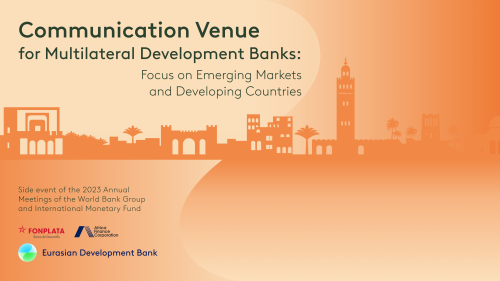 Communication Venue
for Multilateral Development Banks:
Focus on Emerging Markets
and Developing Countries
Side event of the 2023 Annual
Meetings of the World Bank Group
and International Monetary Fund
FONPLATA
Africa
Finance
Corporation
Eurasian Development Bank